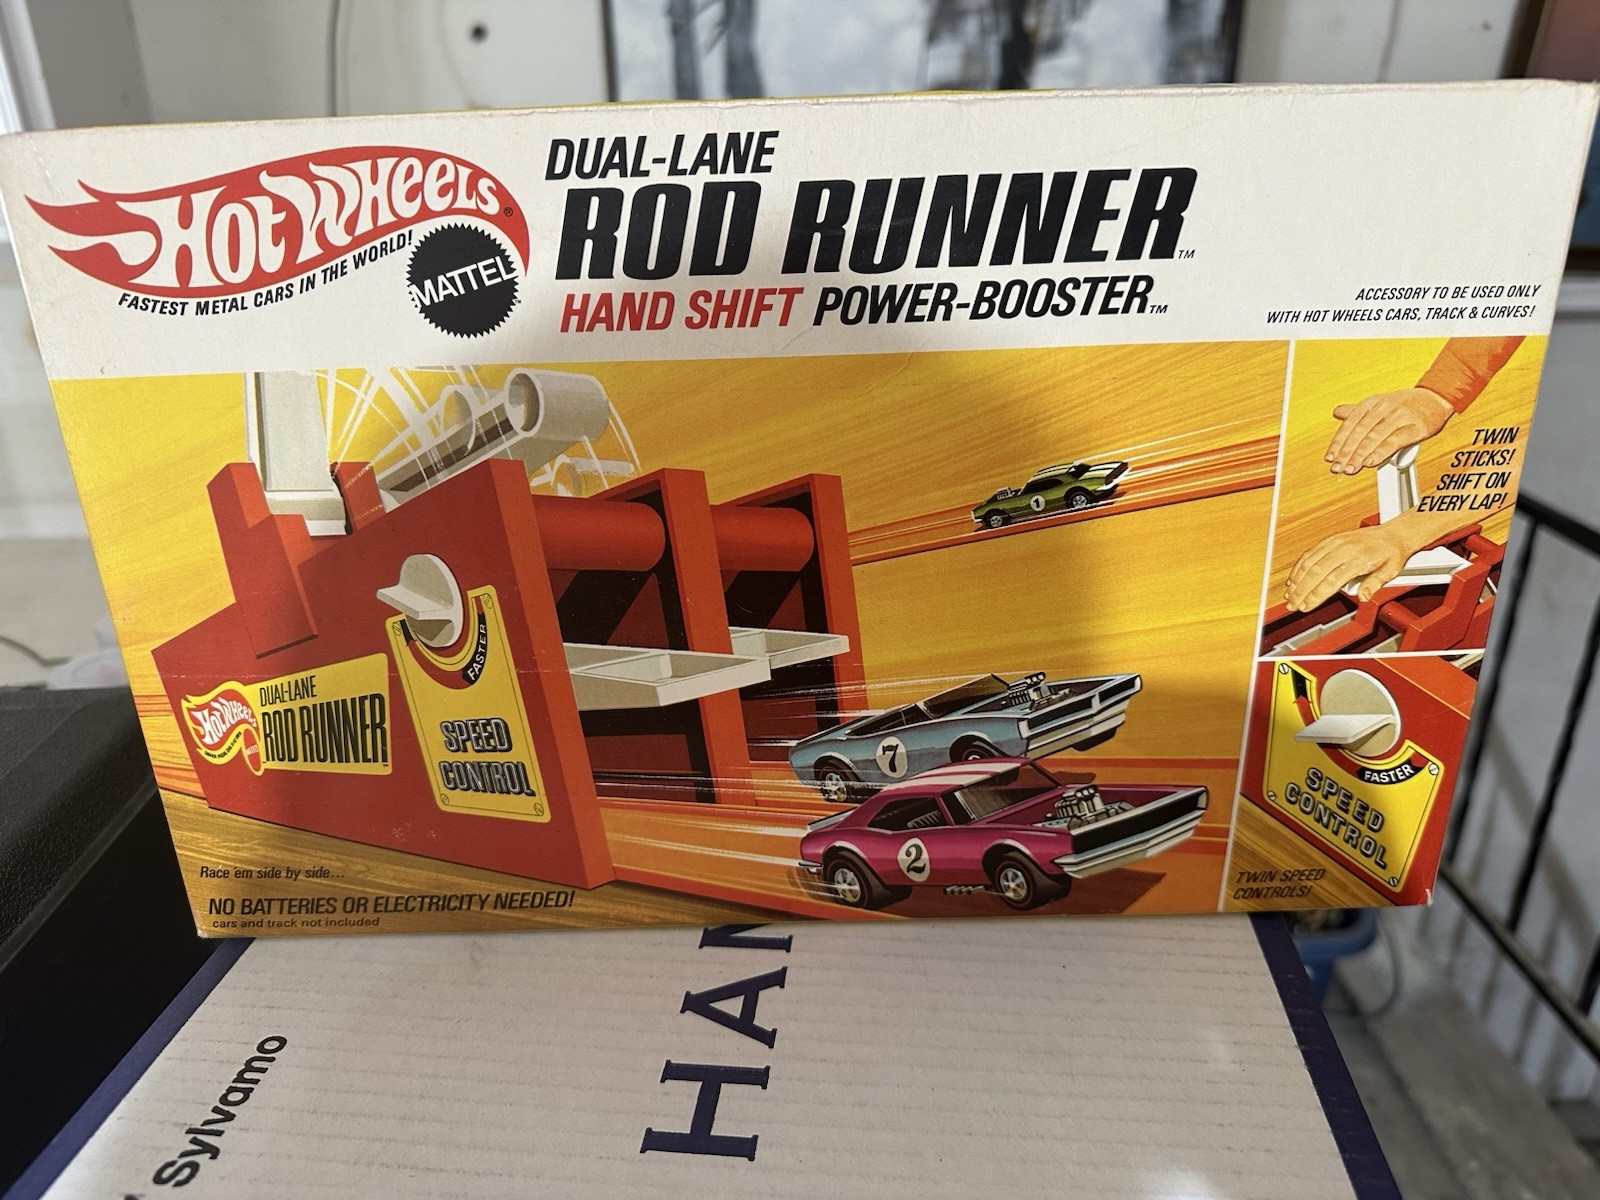 HOT WHEELS®
FASTEST METAL CARS IN THE WORLD!
MATTEL
DUAL-LANE
ROD RUNNER™
HAND SHIFT POWER-BOOSTER™
ACCESSORY TO BE USED ONLY
WITH HOT WHEELS CARS, TRACK & CURVES!
TWIN
STICKS!
SHIFT ON
EVERY LAP!
1
FASTER
SPEED
CONTROL
HOT WHEELS
DUAL-LANE
ROD RUNNER
7
2
FASTER
SPEED
CONTROL
TWIN SPEED
CONTROLS!
Race 'em side by side...
NO BATTERIES OR ELECTRICITY NEEDED!
cars and track not included
HAM
Sylvamo